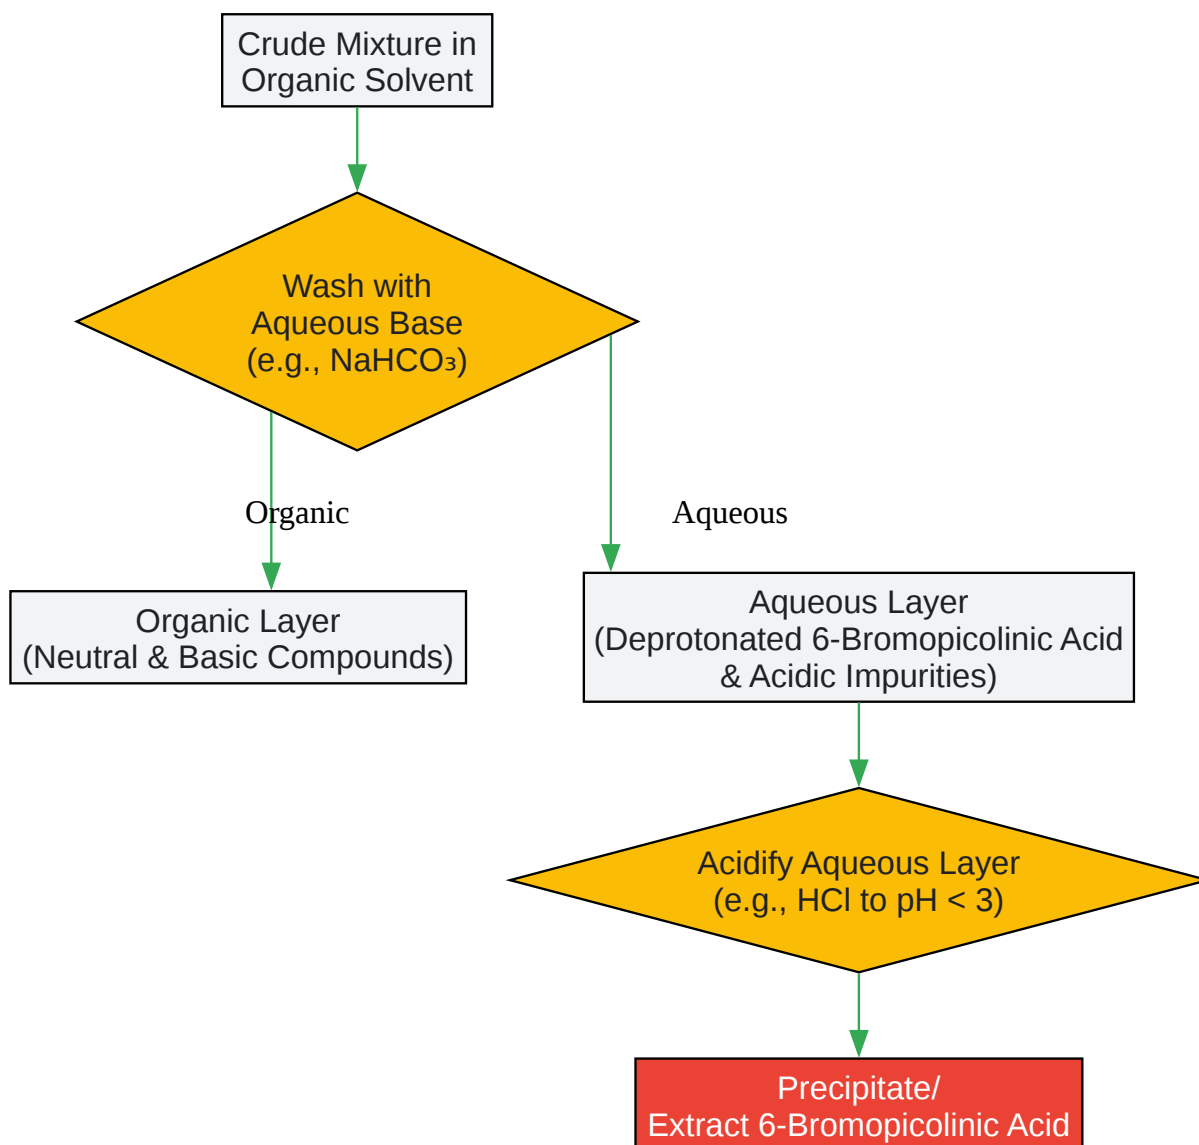 Crude Mixture in
Organic Solvent
Wash with
Aqueous Base
(e.g., NaHCO₃)
Organic
Aqueous
Organic Layer
(Neutral & Basic Compounds)
Aqueous Layer
(Deprotonated 6-Bromopicolinic Acid
& Acidic Impurities)
Acidify Aqueous Layer
(e.g., HCl to pH < 3)
Precipitate/
Extract 6-Bromopicolinic Acid